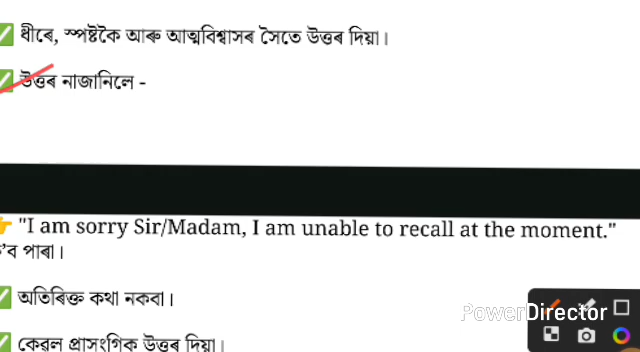 ধীৰে, স্পষ্টকৈ আৰু আত্মবিশ্বাসৰ সৈতে উত্তৰ দিয়া।
উত্তৰ নাজানিলে -
"I am sorry Sir/Madam, I am unable to recall at the moment."
ক'ব পাৰা।
অতিৰিক্ত কথা নকবা।
PowerDirector
কেৱল প্ৰাসংগিক উত্তৰ দিয়া।